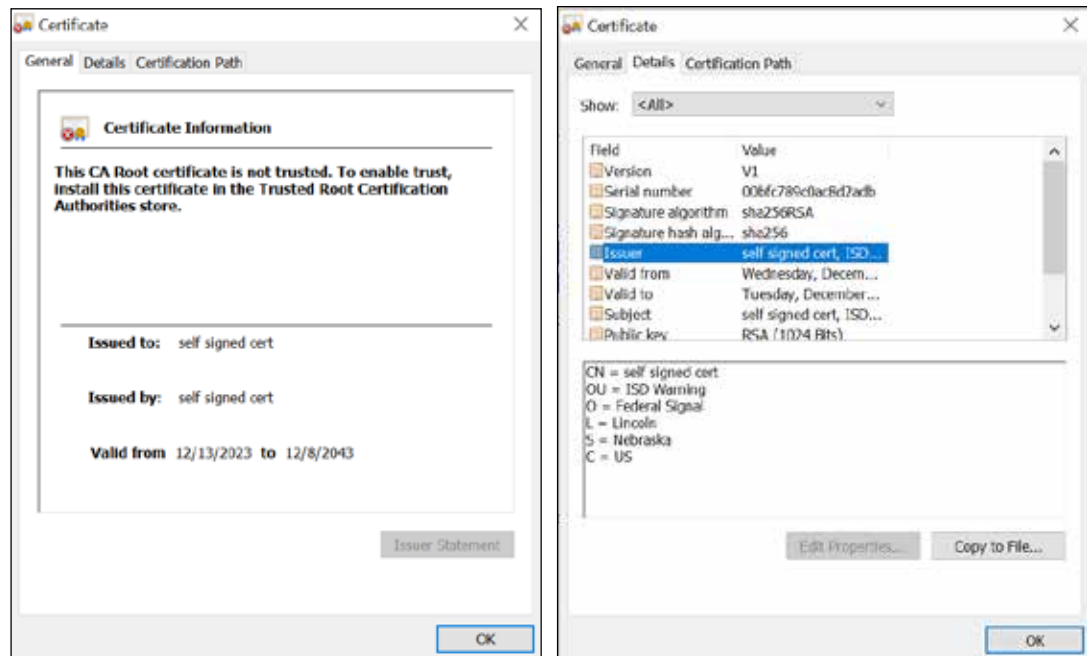 Certificate
General Details Certification Path
Certificate Information
This CA Root certificate is not trusted. To enable trust,
install this certificate in the Trusted Root Certification
Authorities store.
Issued to: self signed cert
Issued by: self signed cert
Valid from 12/13/2023 to 12/8/2043
Issuer Statement
OK
Certificate
General Details Certification Path
Show: <All>
Field Value
Version V1
Serial number 00bfc789c0ac8d2adb
Signature algorithm sha256RSA
Signature hash alg... sha256
Issuer self signed cert, ISD...
Valid from Wednesday, Decem...
Valid to Tuesday, December...
Subject self signed cert, ISD...
Public key RSA (1024 Bits)
CN = self signed cert
OU = ISD Warning
O = Federal Signal
L = Lincoln
S = Nebraska
C = US
Edit Properties... Copy to File...
OK